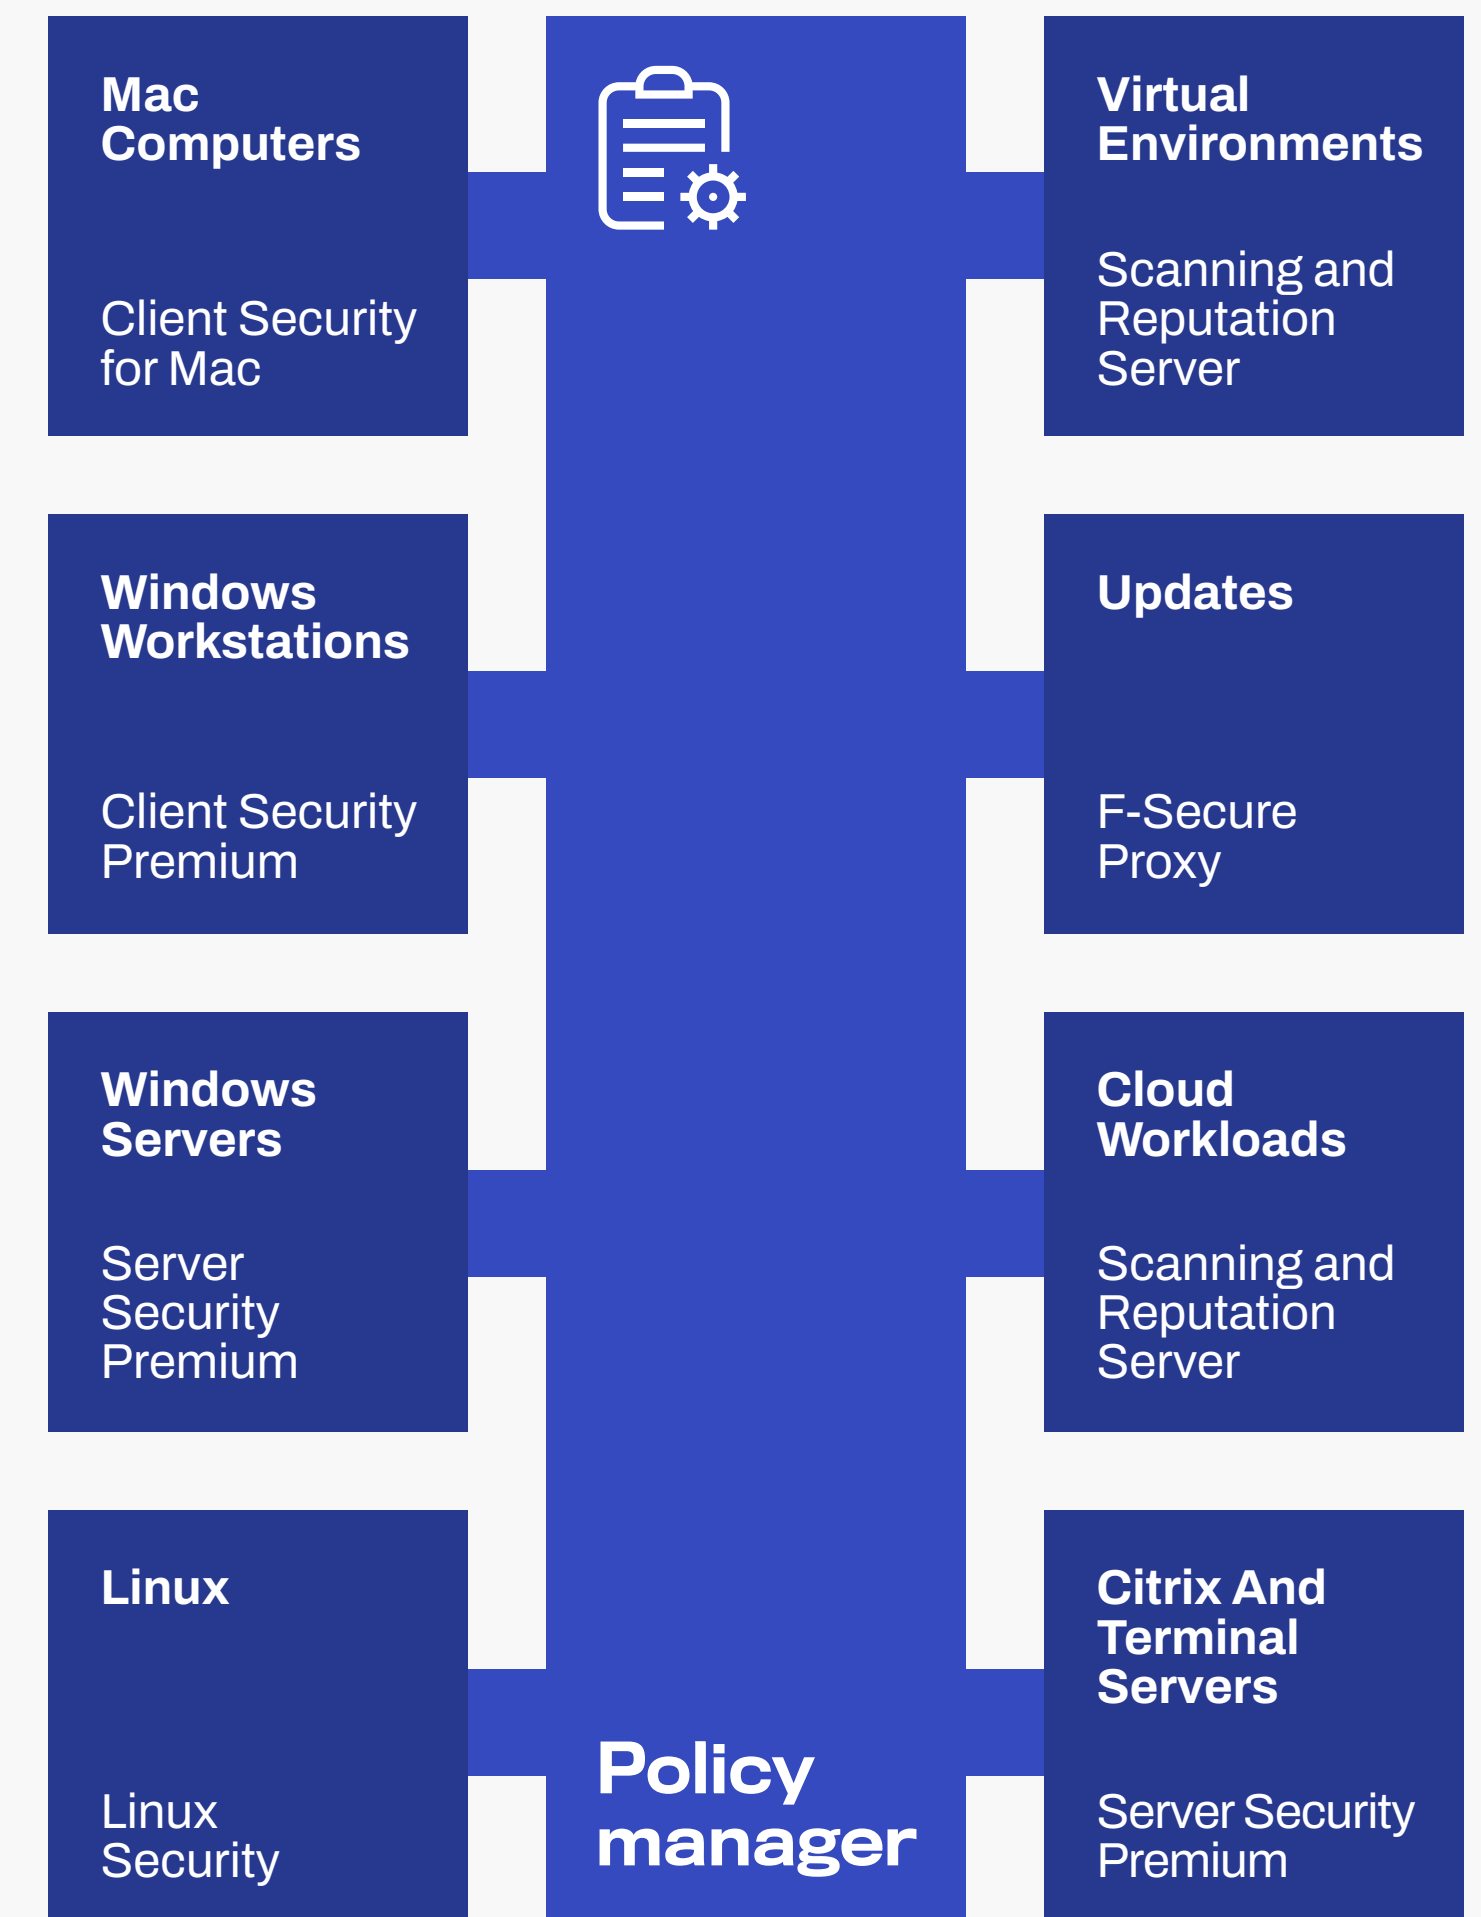 Mac
Computers
Client Security
for Mac
Windows
Workstations
Client Security
Premium
Windows
Servers
Server
Security
Premium
Linux
Linux
Security
Policy
manager
Virtual
Environments
Scanning and
Reputation
Server
Updates
F-Secure
Proxy
Cloud
Workloads
Scanning and
Reputation
Server
Citrix And
Terminal
Servers
Server Security
Premium